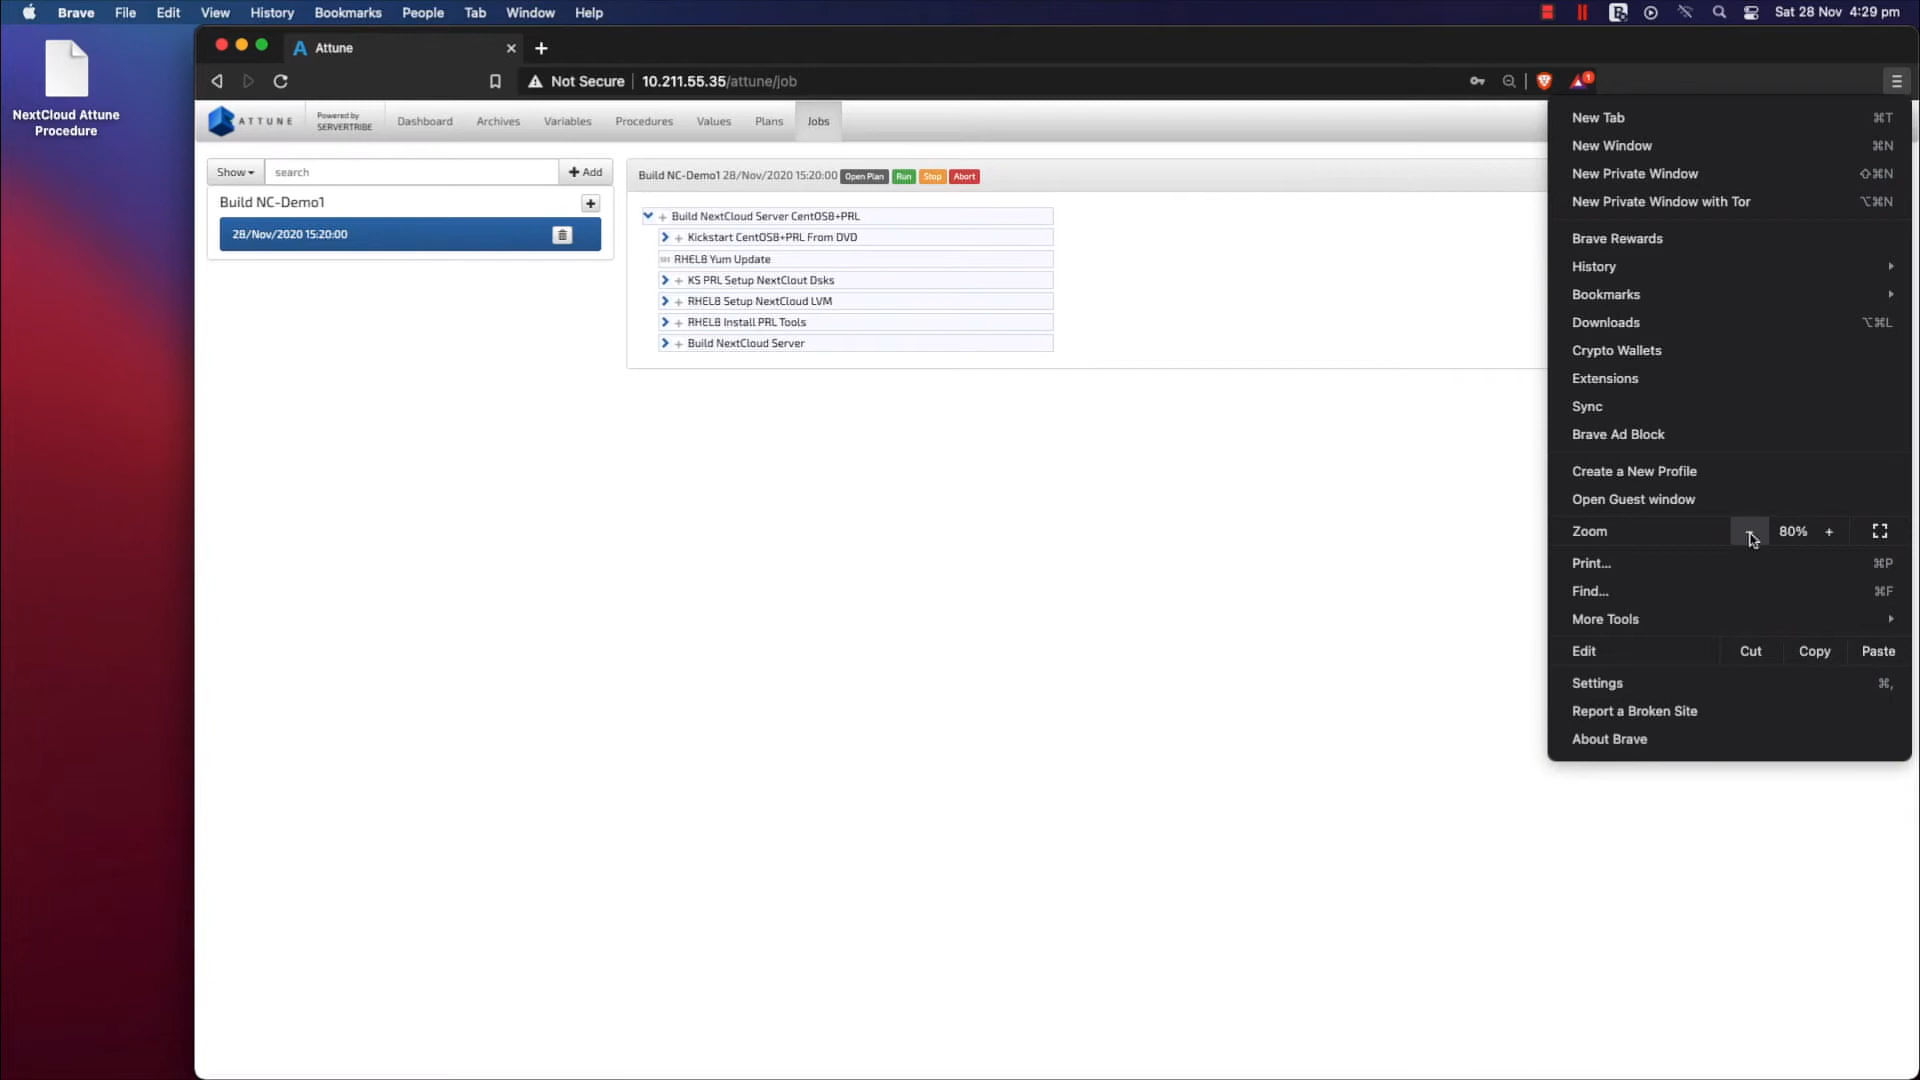 Brave File Edit View History Bookmarks People Tab Window Help
Sat 28 Nov 4:29 pm
NextCloud Attune
Procedure
Attune
Not Secure 10.211.55.35/attune/job
1
ATTUNE
Powered by
SERVERTRIBE
Dashboard Archives Variables Procedures Values Plans Jobs
Show search + Add
Build NC-Demo1
28/Nov/2020 15:20:00
Build NC-Demo1 28/Nov/2020 15:20:00 Open Plan Run Stop Abort
Build NextCloud Server CentOS8+PRL
Kickstart CentOS8+PRL From DVD
RHEL8 Yum Update
KS PRL Setup NextClout Dsks
RHEL8 Setup NextCloud LVM
RHEL8 Install PRL Tools
Build NextCloud Server
New Tab ⌘T
New Window ⌘N
New Private Window ⇧⌘N
New Private Window with Tor ⌥⌘N
Brave Rewards
History
Bookmarks
Downloads ⌥⌘L
Crypto Wallets
Extensions
Sync
Brave Ad Block
Create a New Profile
Open Guest window
Zoom - 80% +
Print... ⌘P
Find... ⌘F
More Tools
Edit Cut Copy Paste
Settings ⌘,
Report a Broken Site
About Brave